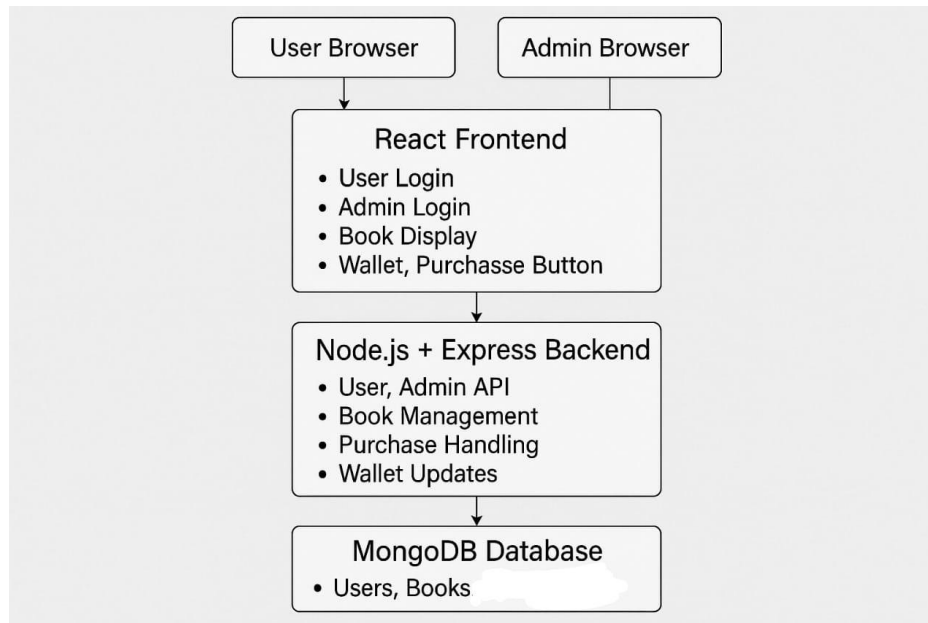 User Browser
Admin Browser
React Frontend
• User Login
• Admin Login
• Book Display
• Wallet, Purchasse Button
Node.js + Express Backend
• User, Admin API
• Book Management
• Purchase Handling
• Wallet Updates
MongoDB Database
• Users, Books